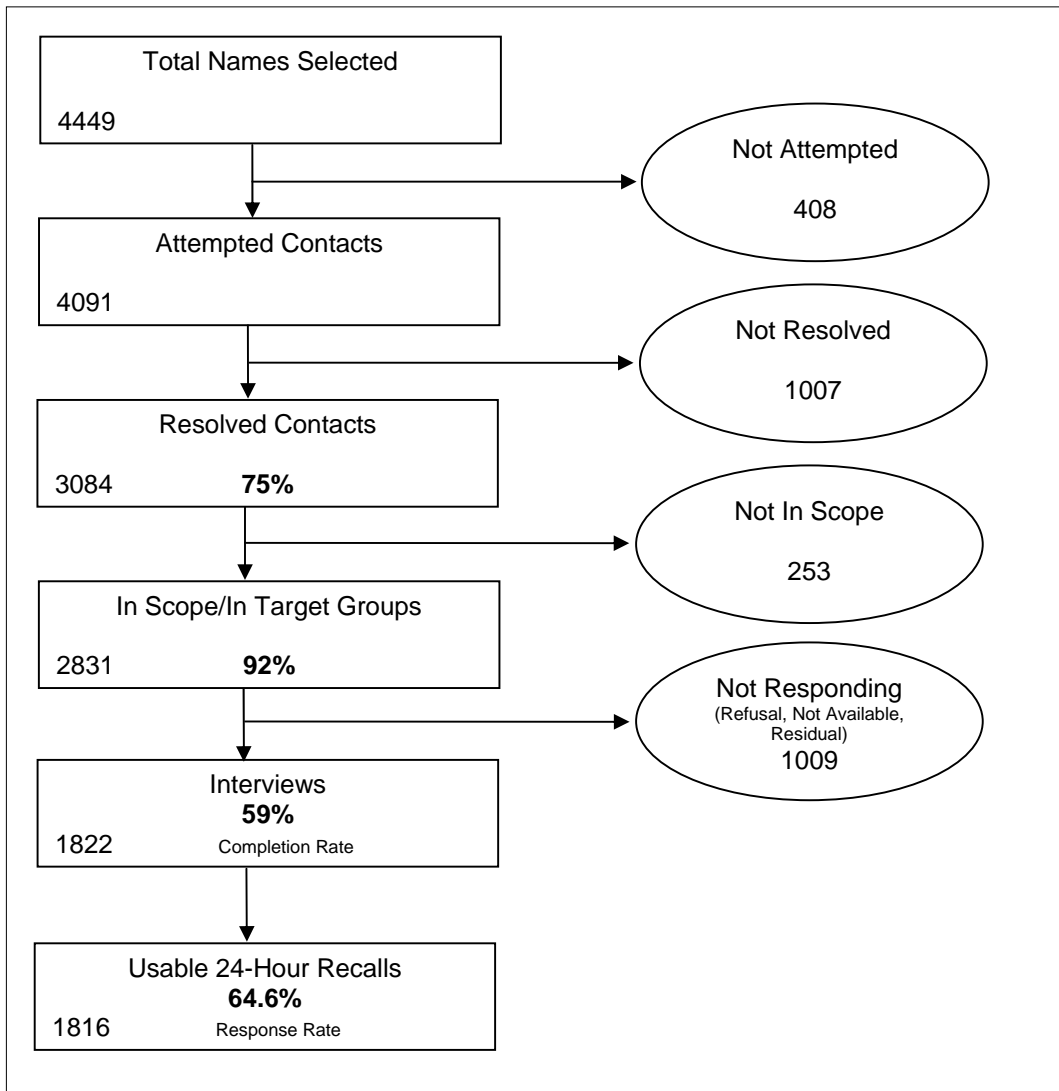 Total Names Selected
4449
Not Attempted
408
Attempted Contacts
4091
Not Resolved
1007
Resolved Contacts
3084 75%
Not In Scope
253
In Scope/In Target Groups
2831 92%
Not Responding
(Refusal, Not Available,
Residual)
1009
Interviews
59%
1822 Completion Rate
Usable 24-Hour Recalls
64.6%
1816 Response Rate